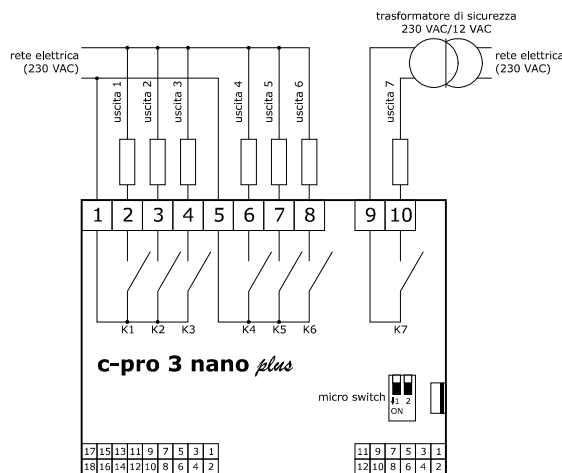 trasformatore di sicurezza
230 VAC/12 VAC
rete elettrica
(230 VAC)
rete elettrica
(230 VAC)
uscita 1
uscita 2
uscita 3
uscita 4
uscita 5
uscita 6
uscita 7
1 2 3 4 5 6 7 8 9 10
K1 K2 K3 K4 K5 K6 K7
c-pro 3 nano plus
micro switch
1 2
ON
17 15 13 11 9 7 5 3 1
18 16 14 12 10 8 6 4 2
11 9 7 5 3 1
12 10 8 6 4 2